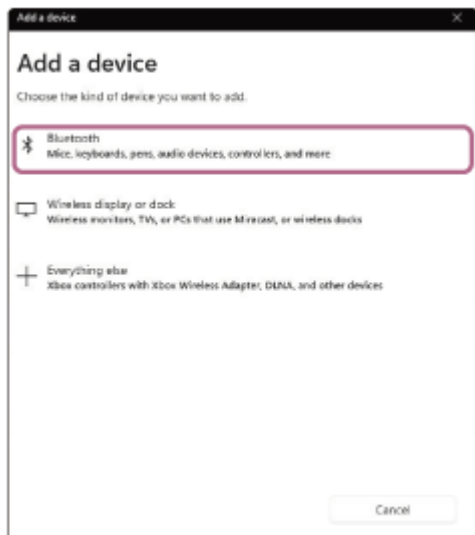 Add a device
Add a device
Choose the kind of device you want to add.
Bluetooth
Mice, keyboards, pens, audio devices, controllers, and more
Wireless display or dock
Wireless monitors, TVs, or PCs that use Miracast, or wireless docks
Everything else
Xbox controllers with Xbox Wireless Adapter, DLNA, and other devices
Cancel